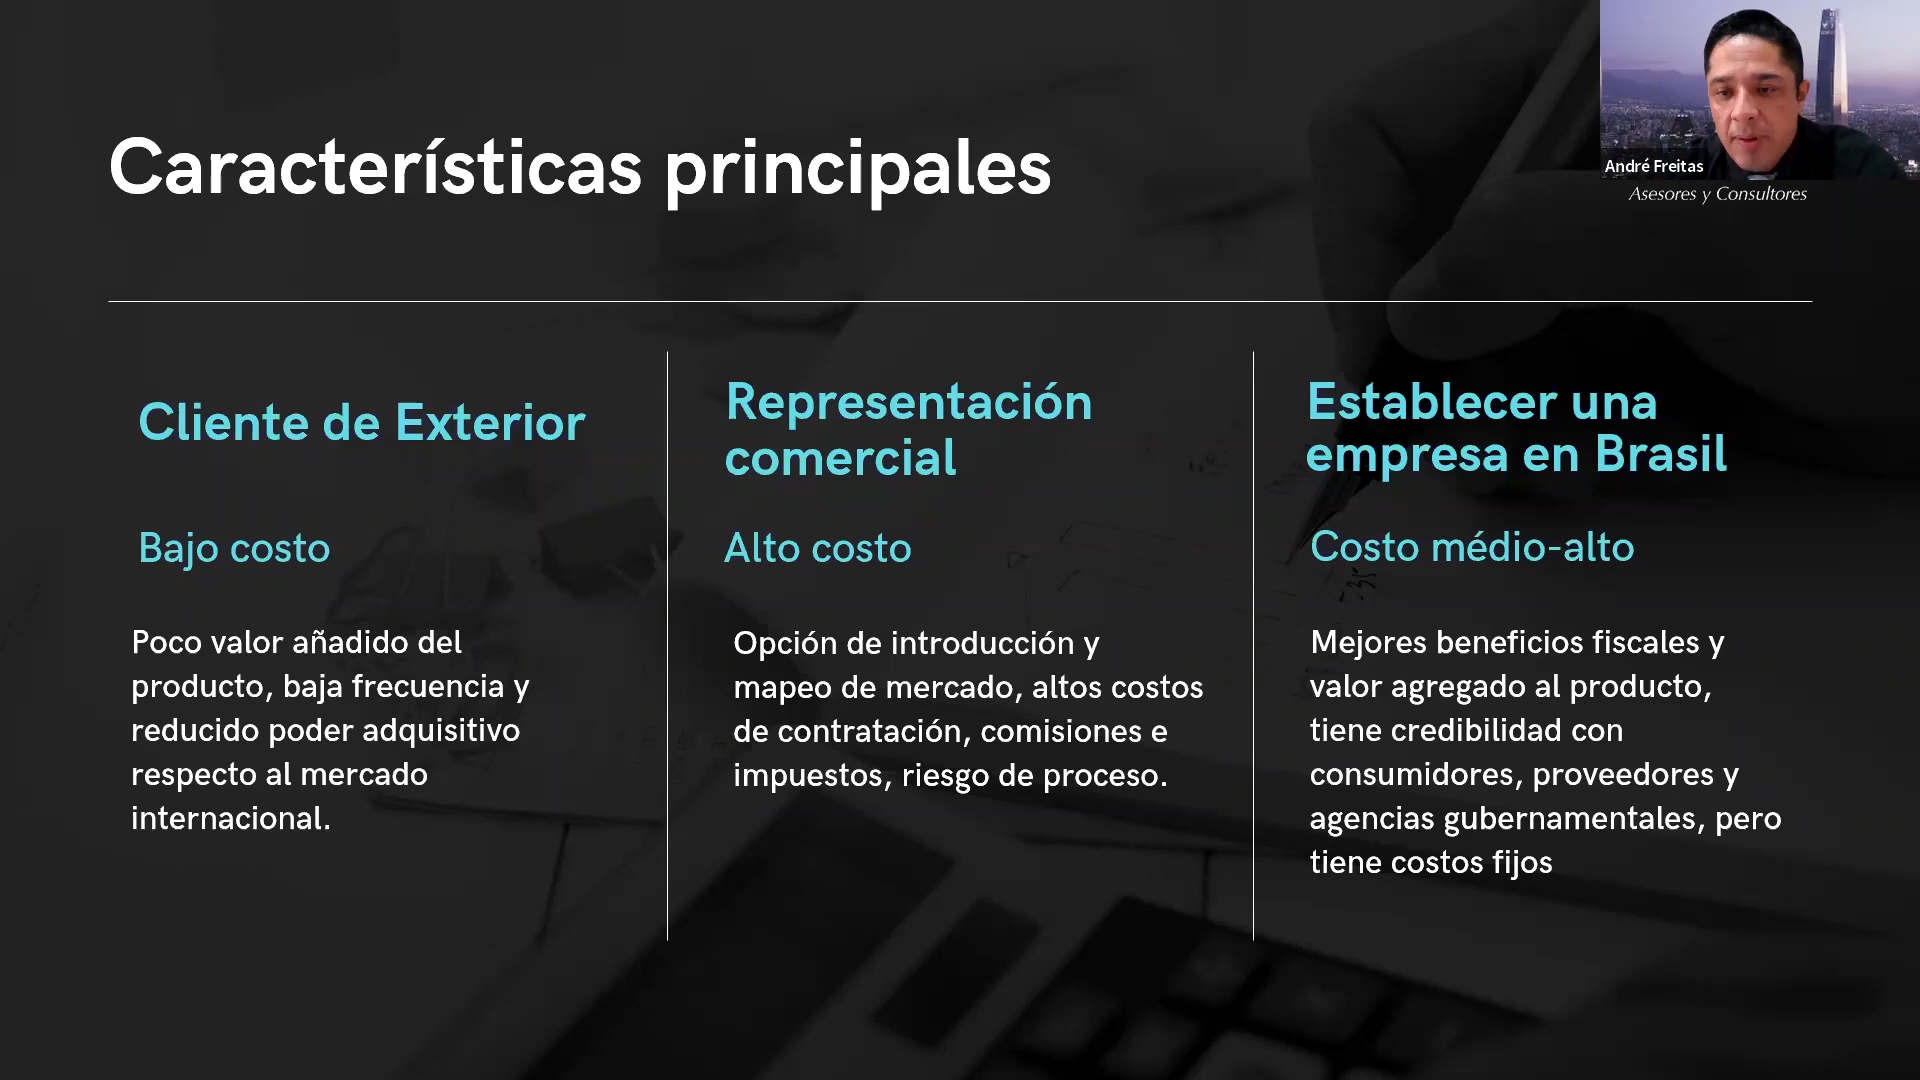 Características principales
André Freitas
Asesores y Consultores
Cliente de Exterior
Bajo costo
Poco valor añadido del
producto, baja frecuencia y
reducido poder adquisitivo
respecto al mercado
internacional.
Representación
comercial
Alto costo
Opción de introducción y
mapeo de mercado, altos costos
de contratación, comisiones e
impuestos, riesgo de proceso.
Establecer una
empresa en Brasil
Costo médio-alto
Mejores beneficios fiscales y
valor agregado al producto,
tiene credibilidad con
consumidores, proveedores y
agencias gubernamentales, pero
tiene costos fijos